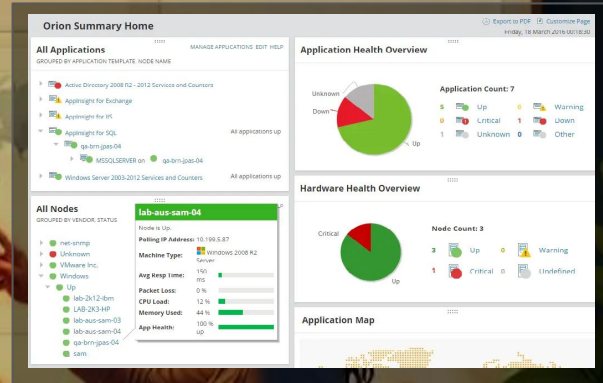 Orion Summary Home
Export to PDF Customize Page
Friday, 18 March 2016 00:18:30
All Applications
MANAGE APPLICATIONS EDIT HELP
GROUPED BY APPLICATION TEMPLATE, NODE NAME
Active Directory 2008 R2 - 2012 Services and Counters
AppInsight for Exchange
AppInsight for IIS
AppInsight for SQL All applications up
qa-brn-jpas-04
MSSQLSERVER on qa-brn-jpas-04
Windows Server 2003-2012 Services and Counters All applications up
All Nodes
GROUPED BY VENDOR, STATUS
net-snmp
Unknown
VMware Inc.
Windows
Up
lab-2k12-ibm
LAB-2K3-HP
lab-aus-sam-03
lab-aus-sam-04
qa-brn-jpas-04
sam
lab-aus-sam-04
Node is Up.
Polling IP Address: 10.199.5.87
Machine Type: Windows 2008 R2 Server
Avg Resp Time: 150 ms
Packet Loss: 0 %
CPU Load: 12 %
Memory Used: 44 %
App Health: 100 % up
Application Health Overview
Unknown
Down
Up
Application Count: 7
5 Up 0 Warning
0 Critical 1 Down
1 Unknown 0 Other
Hardware Health Overview
Critical
Up
Node Count: 3
3 Up 0 Warning
1 Critical 0 Undefined
Application Map